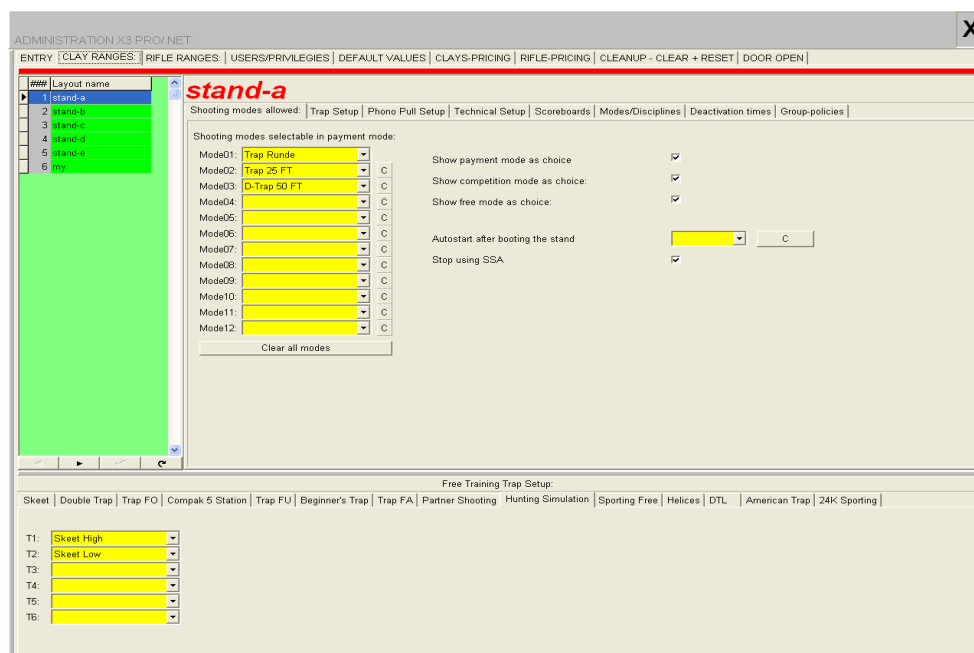 X
ADMINISTRATION X3 PRO/ NET:
ENTRY CLAY RANGES: RIFLE RANGES: USERS/PRIVILEGIES DEFAULT VALUES CLAYS-PRICING RIFLE-PRICING CLEANUP - CLEAR + RESET DOOR OPEN
### Layout name
1 stand-a
2 stand-b
3 stand-c
4 stand-d
5 stand-e
6 my
stand-a
Shooting modes allowed: Trap Setup Phono Pull Setup Technical Setup Scoreboards Modes/Disciplines Deactivation times Group-policies
Shooting modes selectable in payment mode:
Mode01: Trap Runde
Mode02: Trap 25 FT C
Mode03: D-Trap 50 FT C
Mode04: C
Mode05: C
Mode06: C
Mode07: C
Mode08: C
Mode09: C
Mode10: C
Mode11: C
Mode12: C
Clear all modes
Show payment mode as choice
Show competition mode as choice:
Show free mode as choice:
Autostart after booting the stand C
Stop using SSA
Free Training Trap Setup:
Skeet Double Trap Trap FO Compak 5 Station Trap FU Beginner's Trap Trap FA Partner Shooting Hunting Simulation Sporting Free Helices DTL American Trap 24K Sporting
T1: Skeet High
T2: Skeet Low
T3:
T4:
T5:
T6: